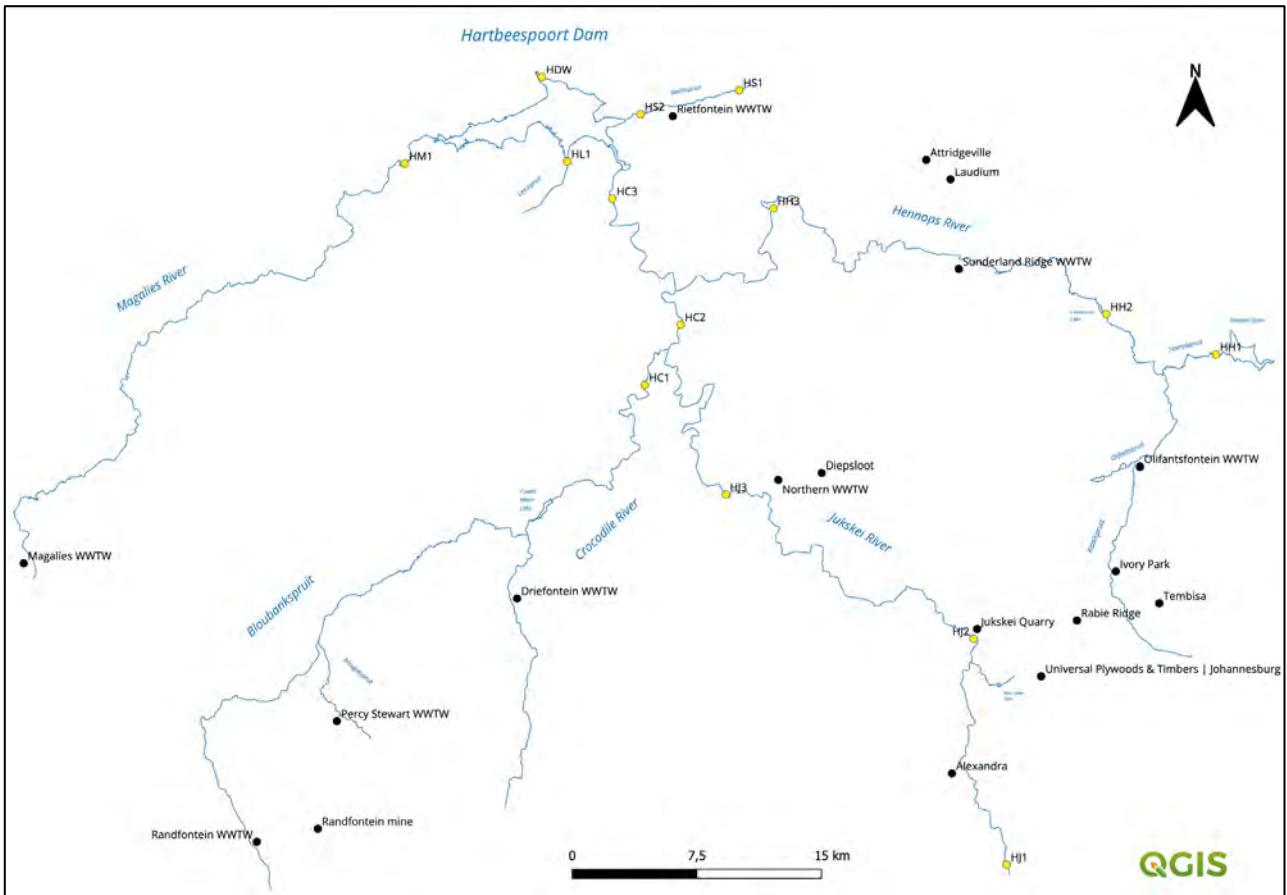 Hartbeespoort Dam
N
HDW
HS1
HS2
Rietfontein WWTW
HM1
HL1
HC3
Attridgeville
Laudium
HH3
Hennops River
Magalies River
Sunderland Ridge WWTW
HH2
HC2
HH1
HC1
Olifantsfontein WWTW
Diepsloot
Northern WWTW
HJ3
Jukskei River
Crocadile River
Magalies WWTW
Bloubankspruit
Driefontein WWTW
Ivory Park
Tembisa
Rabie Ridge
Jukskei Quarry
HJ2
Universal Plywoods & Timbers | Johannesburg
Percy Stewart WWTW
Alexandra
Randfontein mine
Randfontein WWTW
HJ1
0
7,5
15 km
QGIS